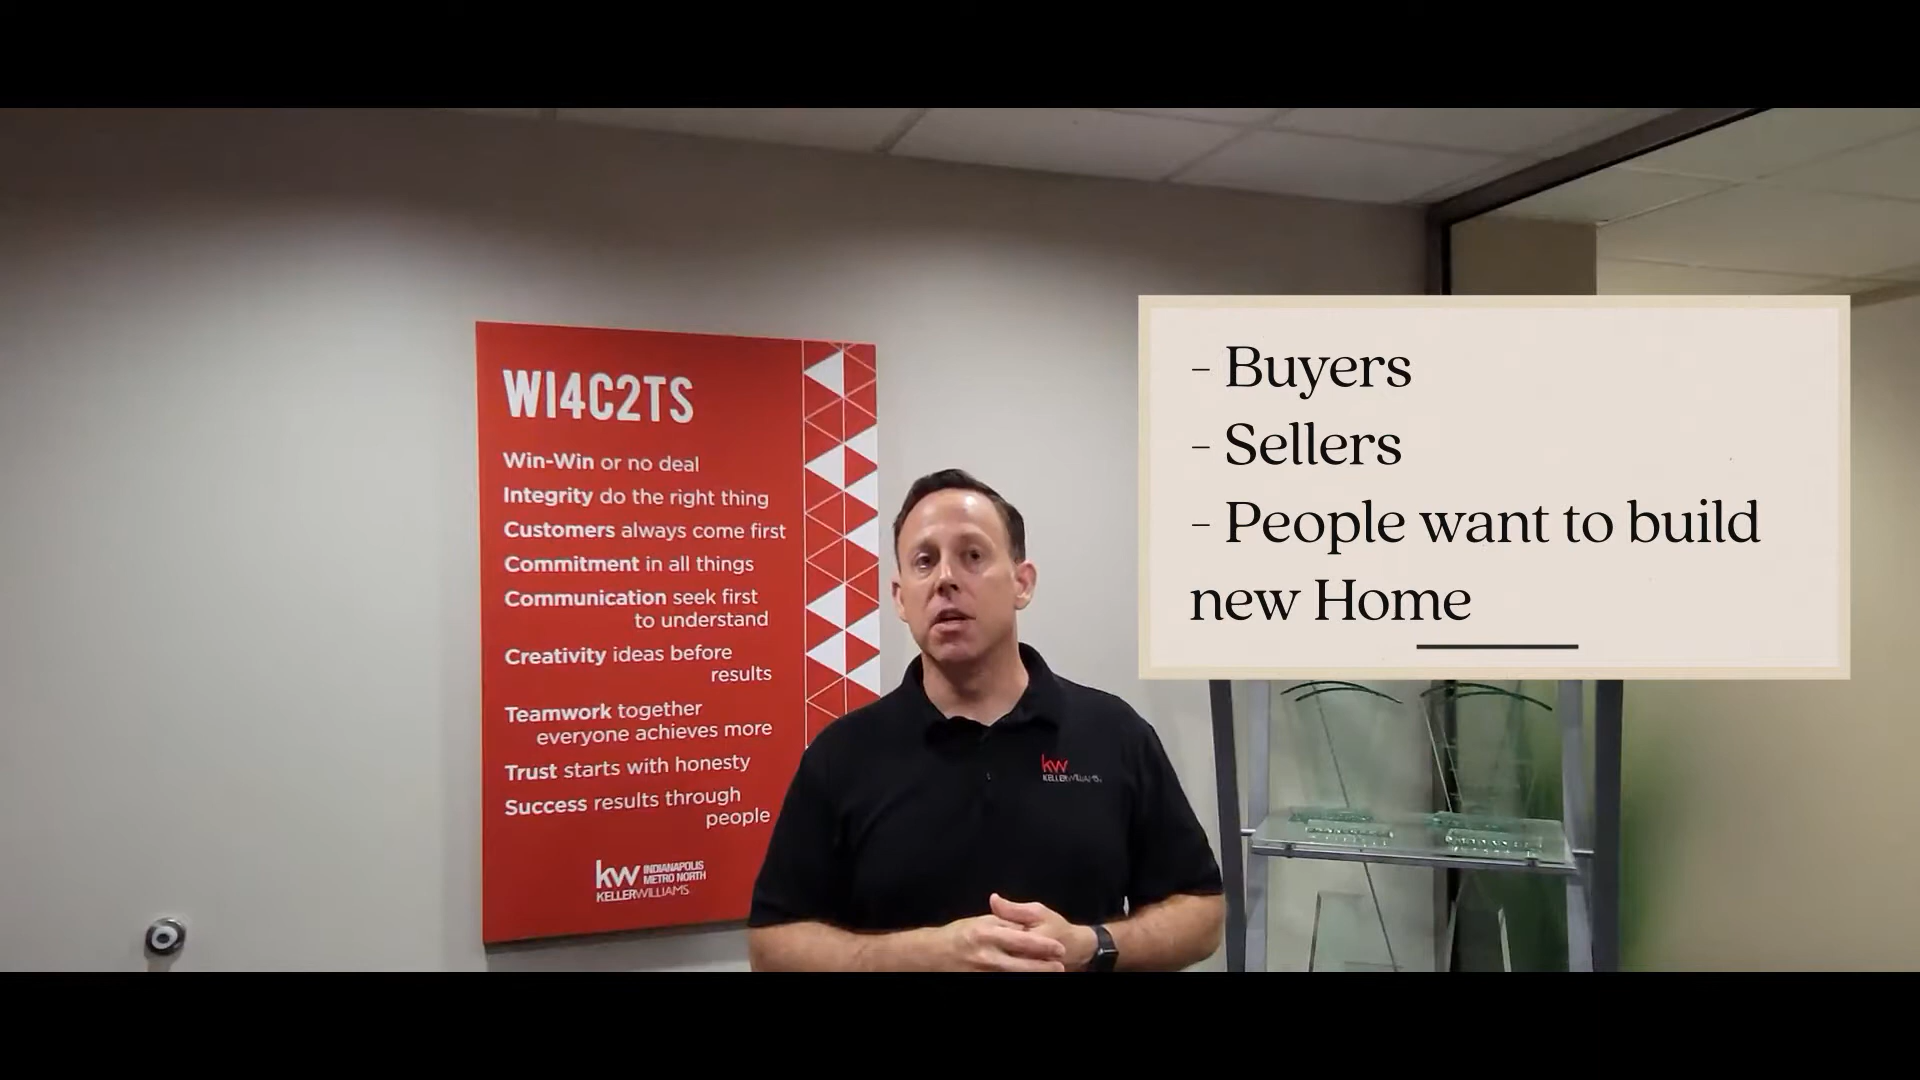 WI4C2TS
Win-Win or no deal
Integrity do the right thing
Customers always come first
Commitment in all things
Communication seek first
to understand
Creativity ideas before
results
Teamwork together
everyone achieves more
Trust starts with honesty
Success results through
people
kw INDIANAPOLIS
METRO NORTH
KELLERWILLIAMS
- Buyers
- Sellers
- People want to build
new Home
kw
KELLERWILLIAMS